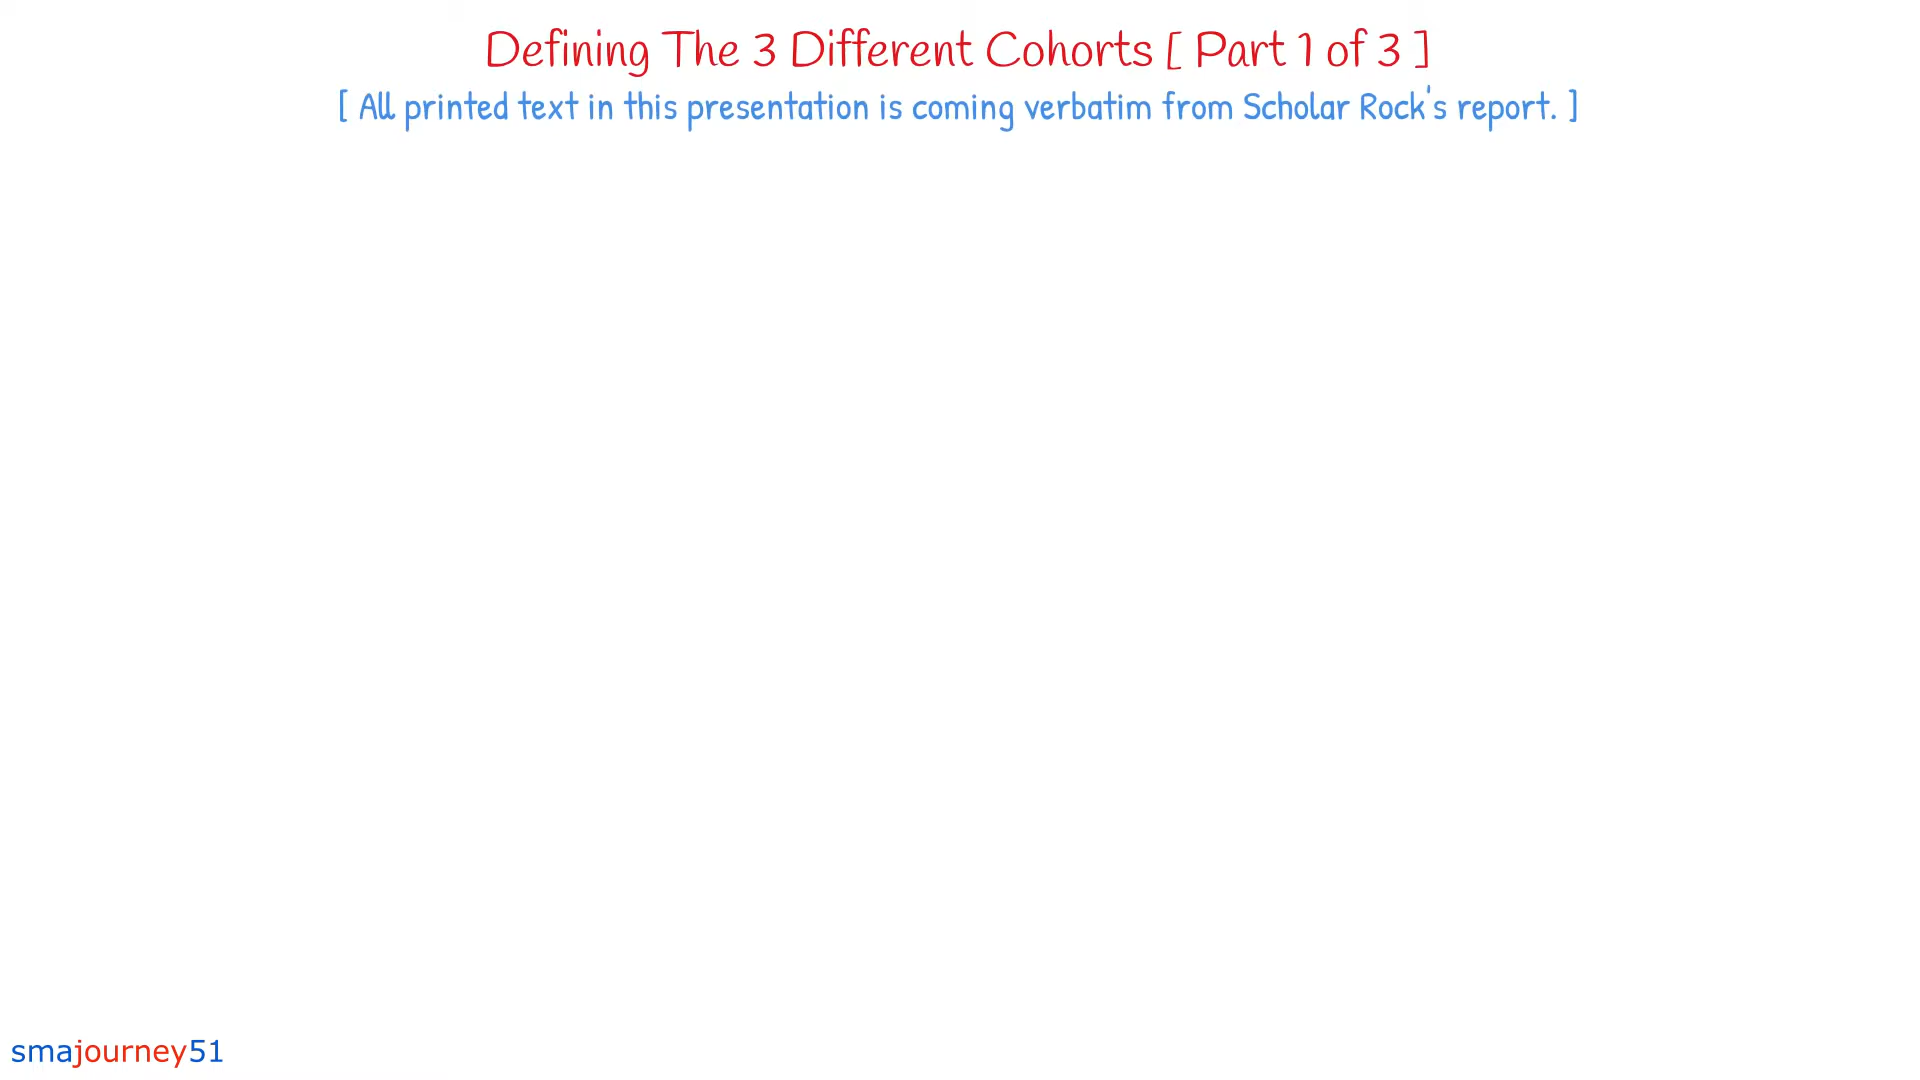 Defining The 3 Different Cohorts [ Part 1 of 3 ]
[ All printed text in this presentation is coming verbatim from Scholar Rock's report. ]
smajourney51